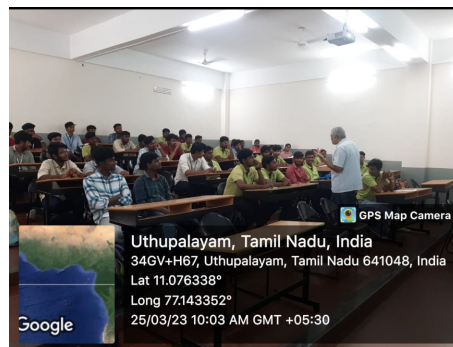 GPS Map Camera
Uthupalayam, Tamil Nadu, India
34GV+H67, Uthupalayam, Tamil Nadu 641048, India
Lat 11.076338°
Long 77.143352°
25/03/23 10:03 AM GMT +05:30
Google